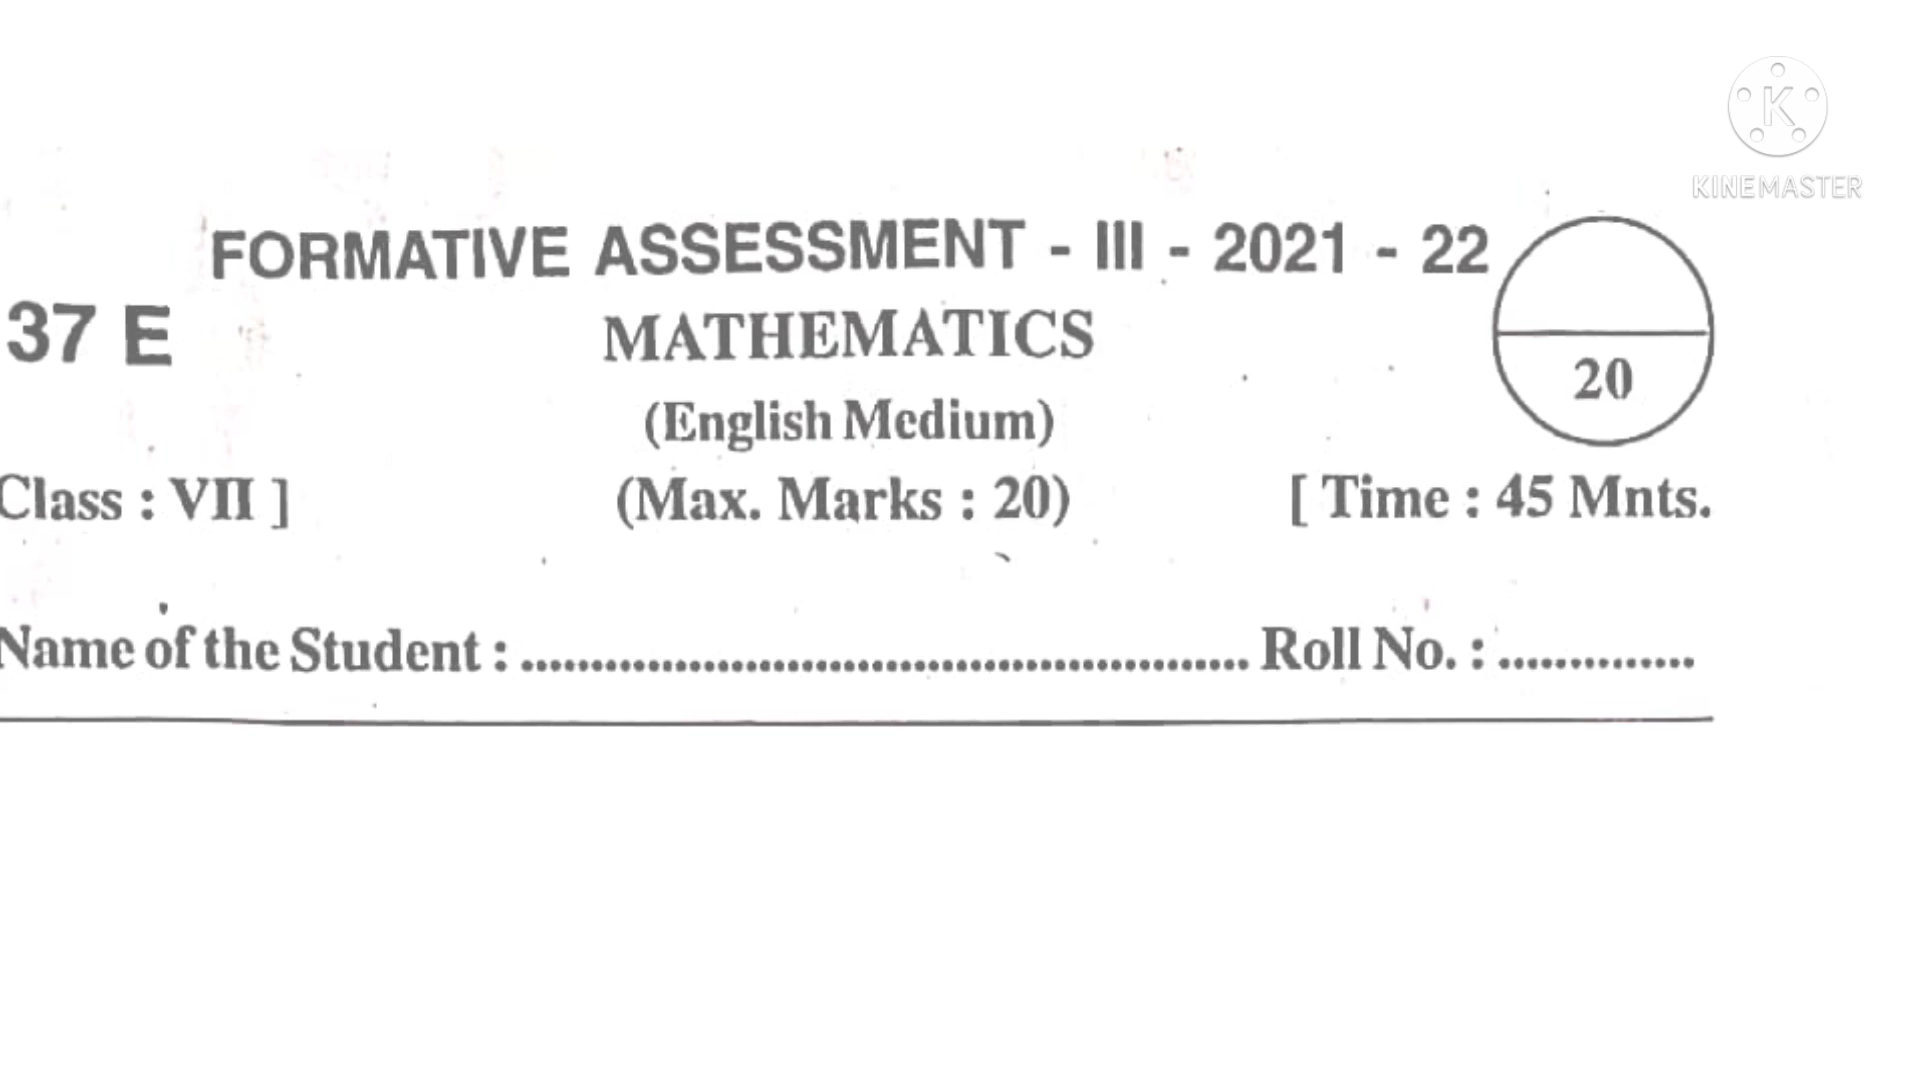 K
KINEMASTER
FORMATIVE ASSESSMENT - III - 2021 - 22
37 E
MATHEMATICS
20
(English Medium)
Class : VII ]
(Max. Marks : 20)
[ Time : 45 Mnts.
Name of the Student : .................................................... Roll No. : ..............